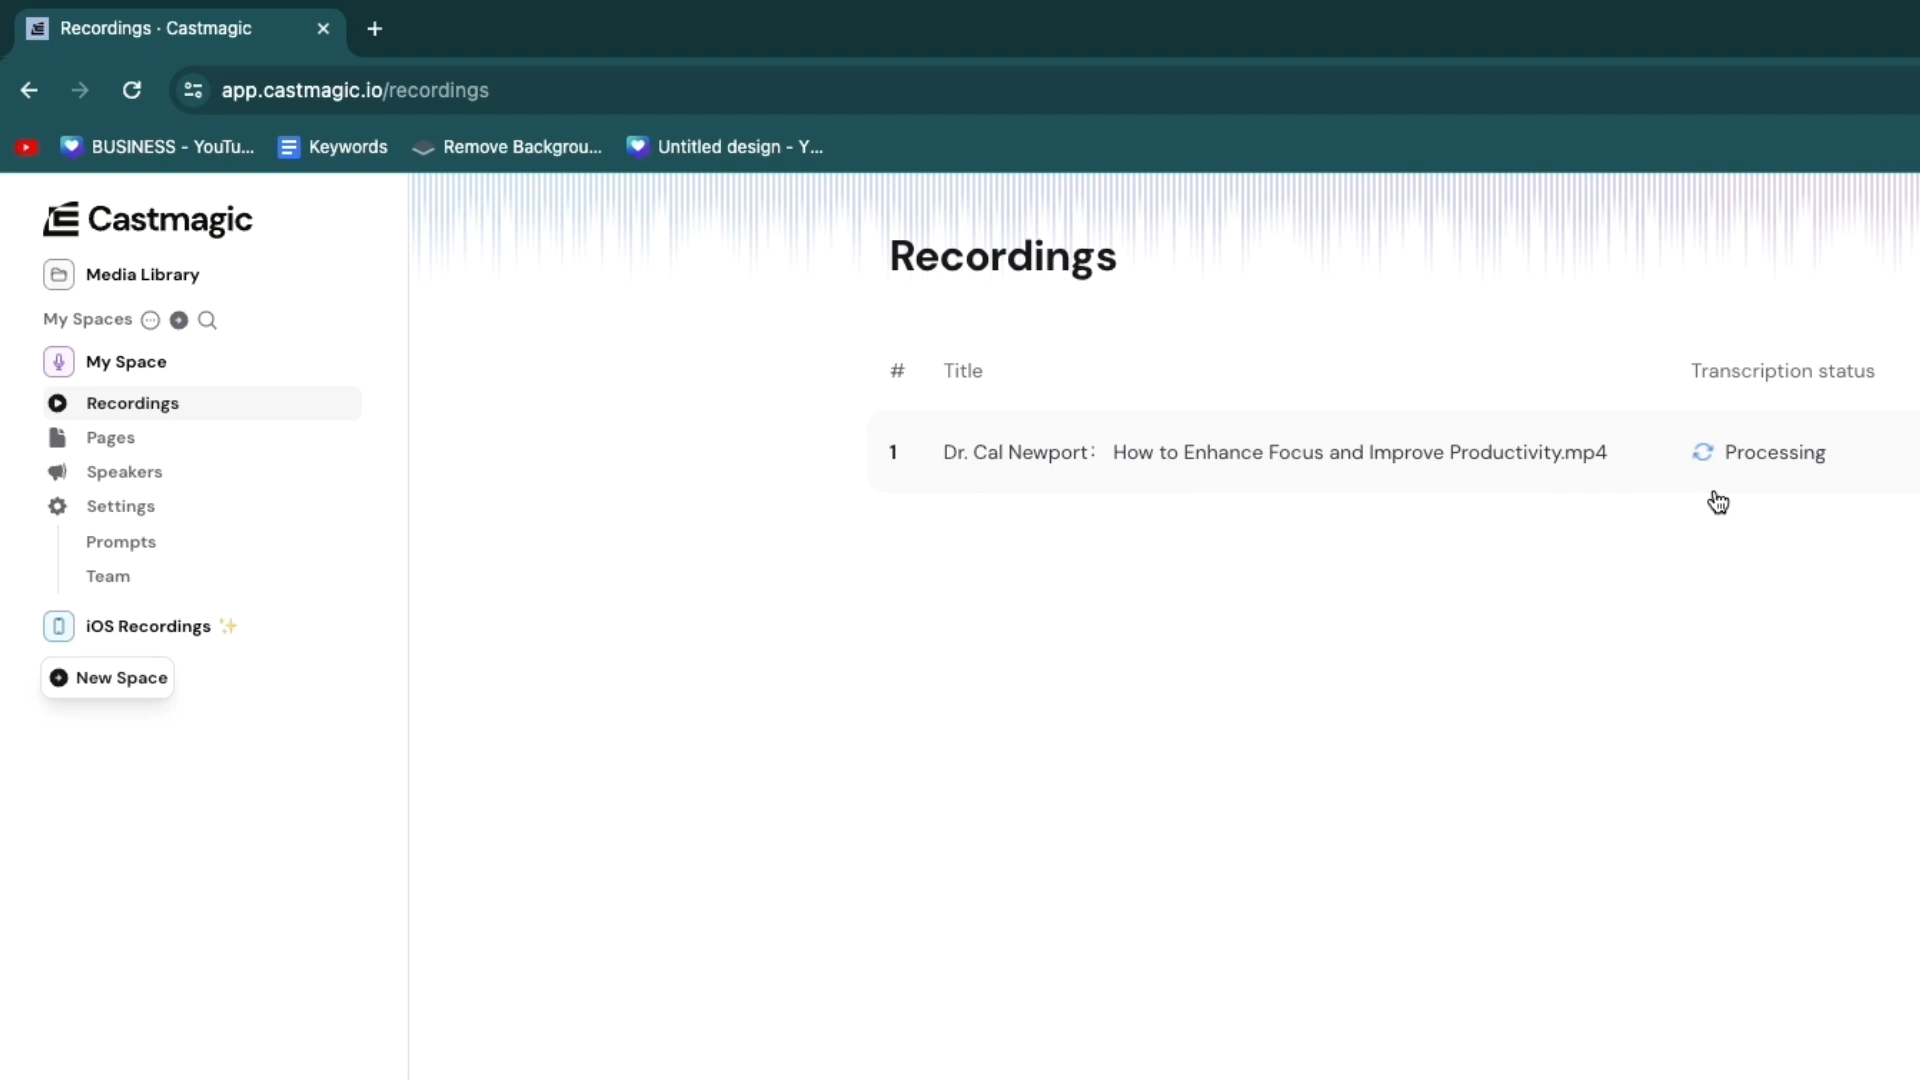 Recordings · Castmagic
app.castmagic.io/recordings
BUSINESS - YouTu...
Keywords
Remove Backgrou...
Untitled design - Y...
Castmagic
Media Library
My Spaces
My Space
Recordings
Pages
Speakers
Settings
Prompts
Team
iOS Recordings ✨
New Space
Recordings
# Title Transcription status
1 Dr. Cal Newport： How to Enhance Focus and Improve Productivity.mp4 Processing